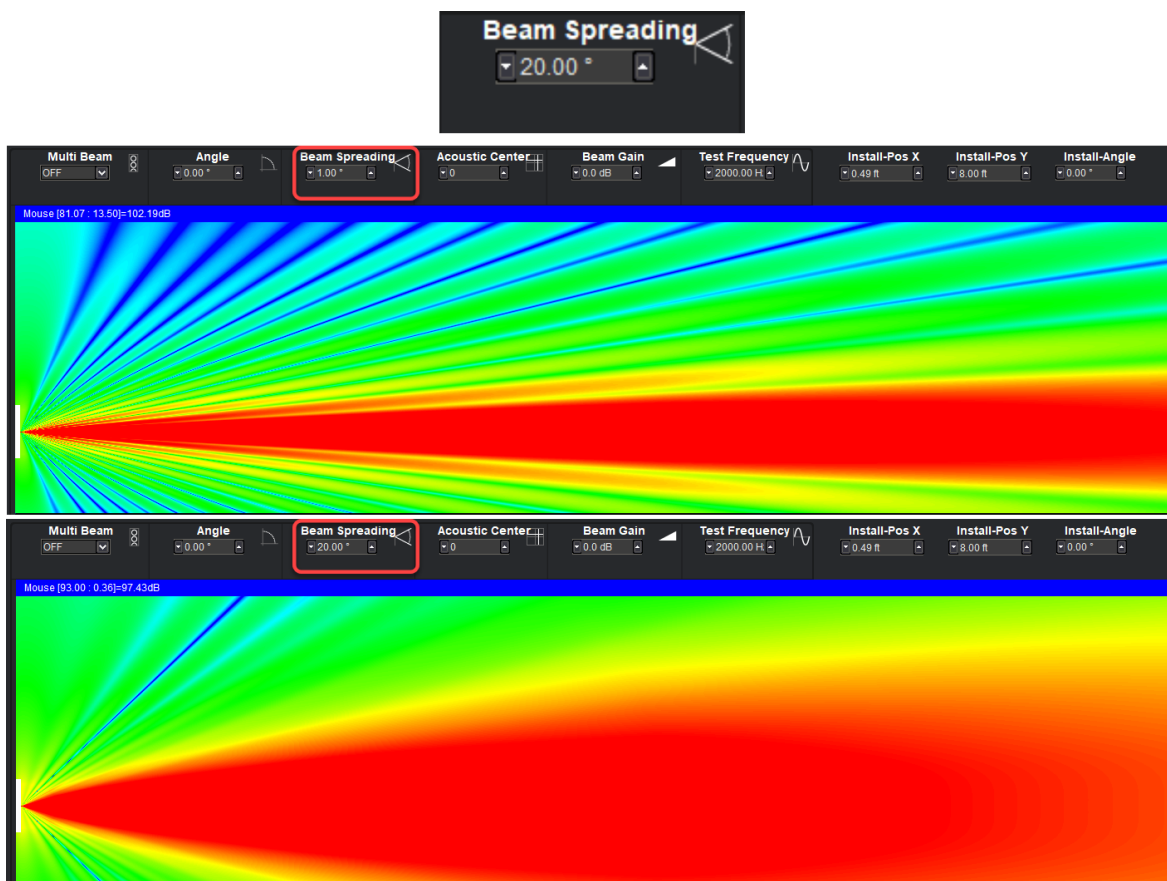 Beam Spreading
20.00 °
Multi Beam Angle Beam Spreading Acoustic Center Beam Gain Test Frequency Install-Pos X Install-Pos Y Install-Angle
OFF 0.00 ° 1.00 ° 0 0.0 dB 2000.00 H. 0.49 ft 8.00 ft 0.00 °
Mouse [81.07 : 13.50]=102.19dB
Multi Beam Angle Beam Spreading Acoustic Center Beam Gain Test Frequency Install-Pos X Install-Pos Y Install-Angle
OFF 0.00 ° 20.00 ° 0 0.0 dB 2000.00 H. 0.49 ft 8.00 ft 0.00 °
Mouse [93.00 : 0.36]=97.43dB